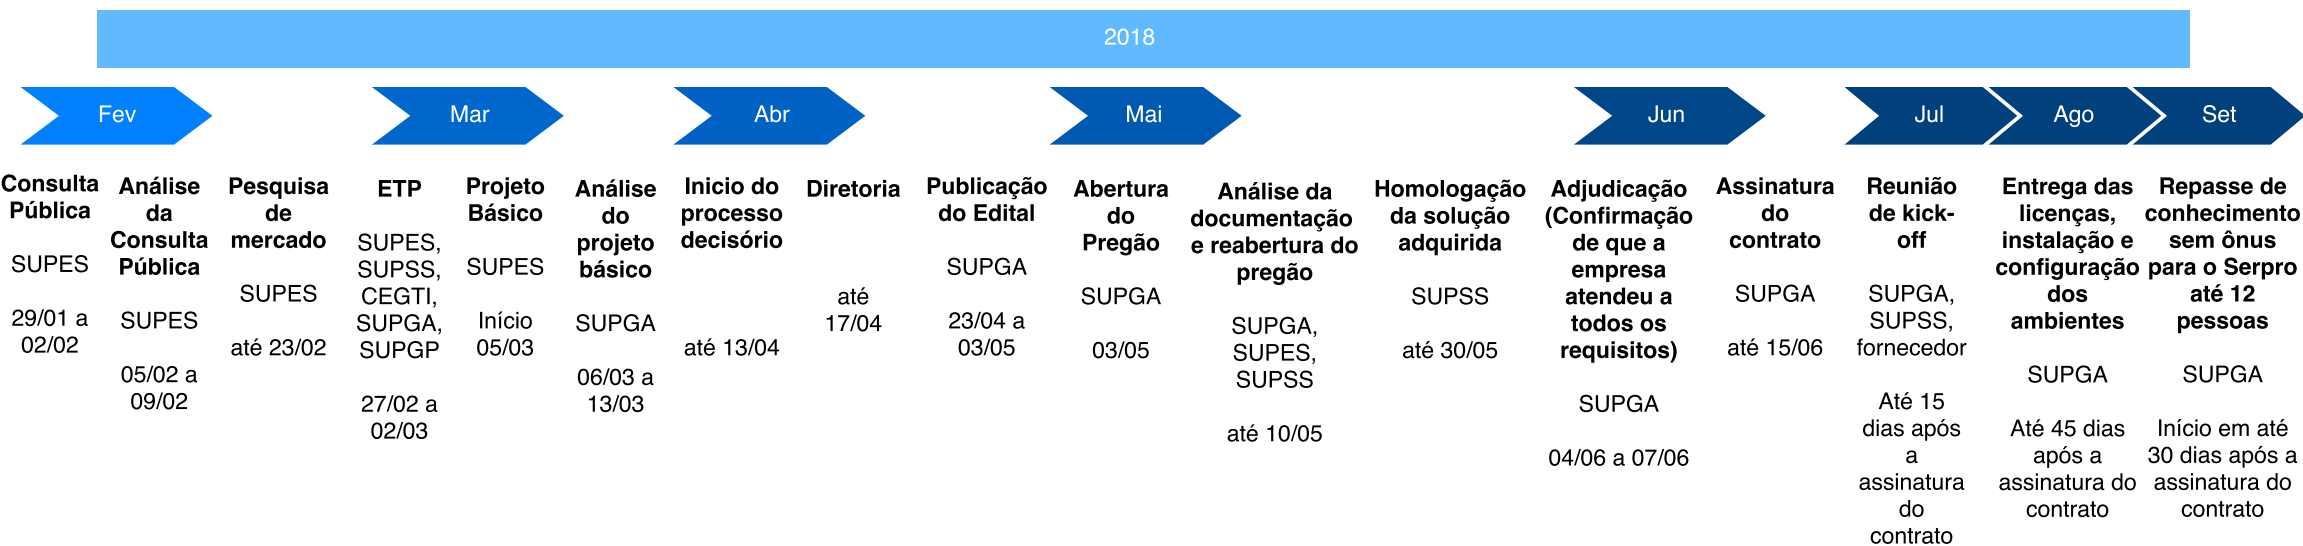 2018
Fev
Mar
Abr
Mai
Jun
Jul
Ago
Set
Consulta
Pública
SUPES
29/01 a
02/02
Análise
da
Consulta
Pública
SUPES
05/02 a
09/02
Pesquisa
de
mercado
SUPES
até 23/02
ETP
SUPES,
SUPSS,
CEGTI,
SUPGA,
SUPGP
27/02 a
02/03
Projeto
Básico
SUPES
Início
05/03
Análise
do
projeto
básico
SUPGA
06/03 a
13/03
Inicio do
processo
decisório
até 13/04
Diretoria
até
17/04
Publicação
do Edital
SUPGA
23/04 a
03/05
Abertura
do
Pregão
SUPGA
03/05
Análise da
documentação
e reabertura do
pregão
SUPGA,
SUPES,
SUPSS
até 10/05
Homologação
da solução
adquirida
SUPSS
até 30/05
Adjudicação
(Confirmação
de que a
empresa
atendeu a
todos os
requisitos)
SUPGA
04/06 a 07/06
Assinatura
do
contrato
SUPGA
até 15/06
Reunião
de kick-
off
SUPGA,
SUPSS,
fornecedor
Até 15
dias após
a
assinatura
do
contrato
Entrega das
licenças,
instalação e
configuração
dos
ambientes
SUPGA
Até 45 dias
após a
assinatura do
contrato
Repasse de
conhecimento
sem ônus
para o Serpro
até 12
pessoas
SUPGA
Início em até
30 dias após a
assinatura do
contrato